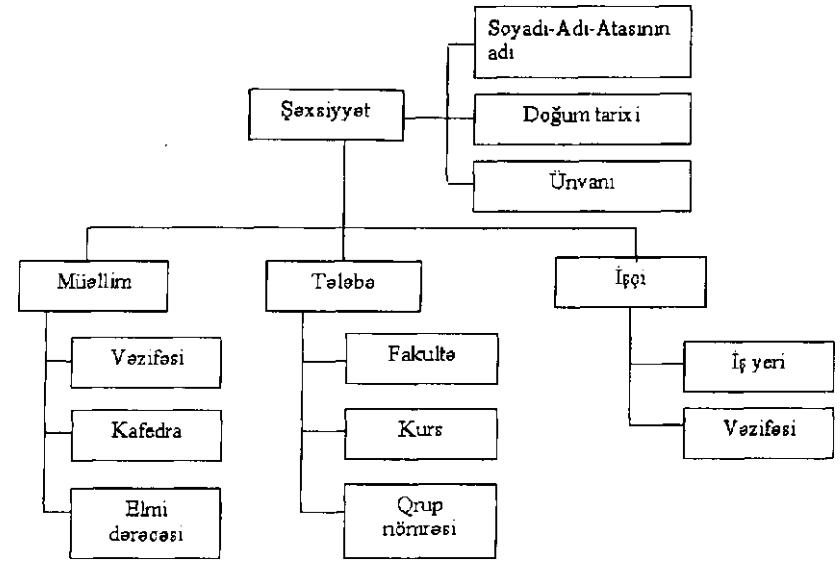 Soyadı-Adı-Atasının
adı
Şəxsiyyət
Doğum tarixi
Ünvanı
Müəllim
Tələbə
İşçi
Vəzifəsi
Kafedra
Elmi
dərəcəsi
Fakultə
Kurs
Qrup
nömrəsi
İş yeri
Vəzifəsi